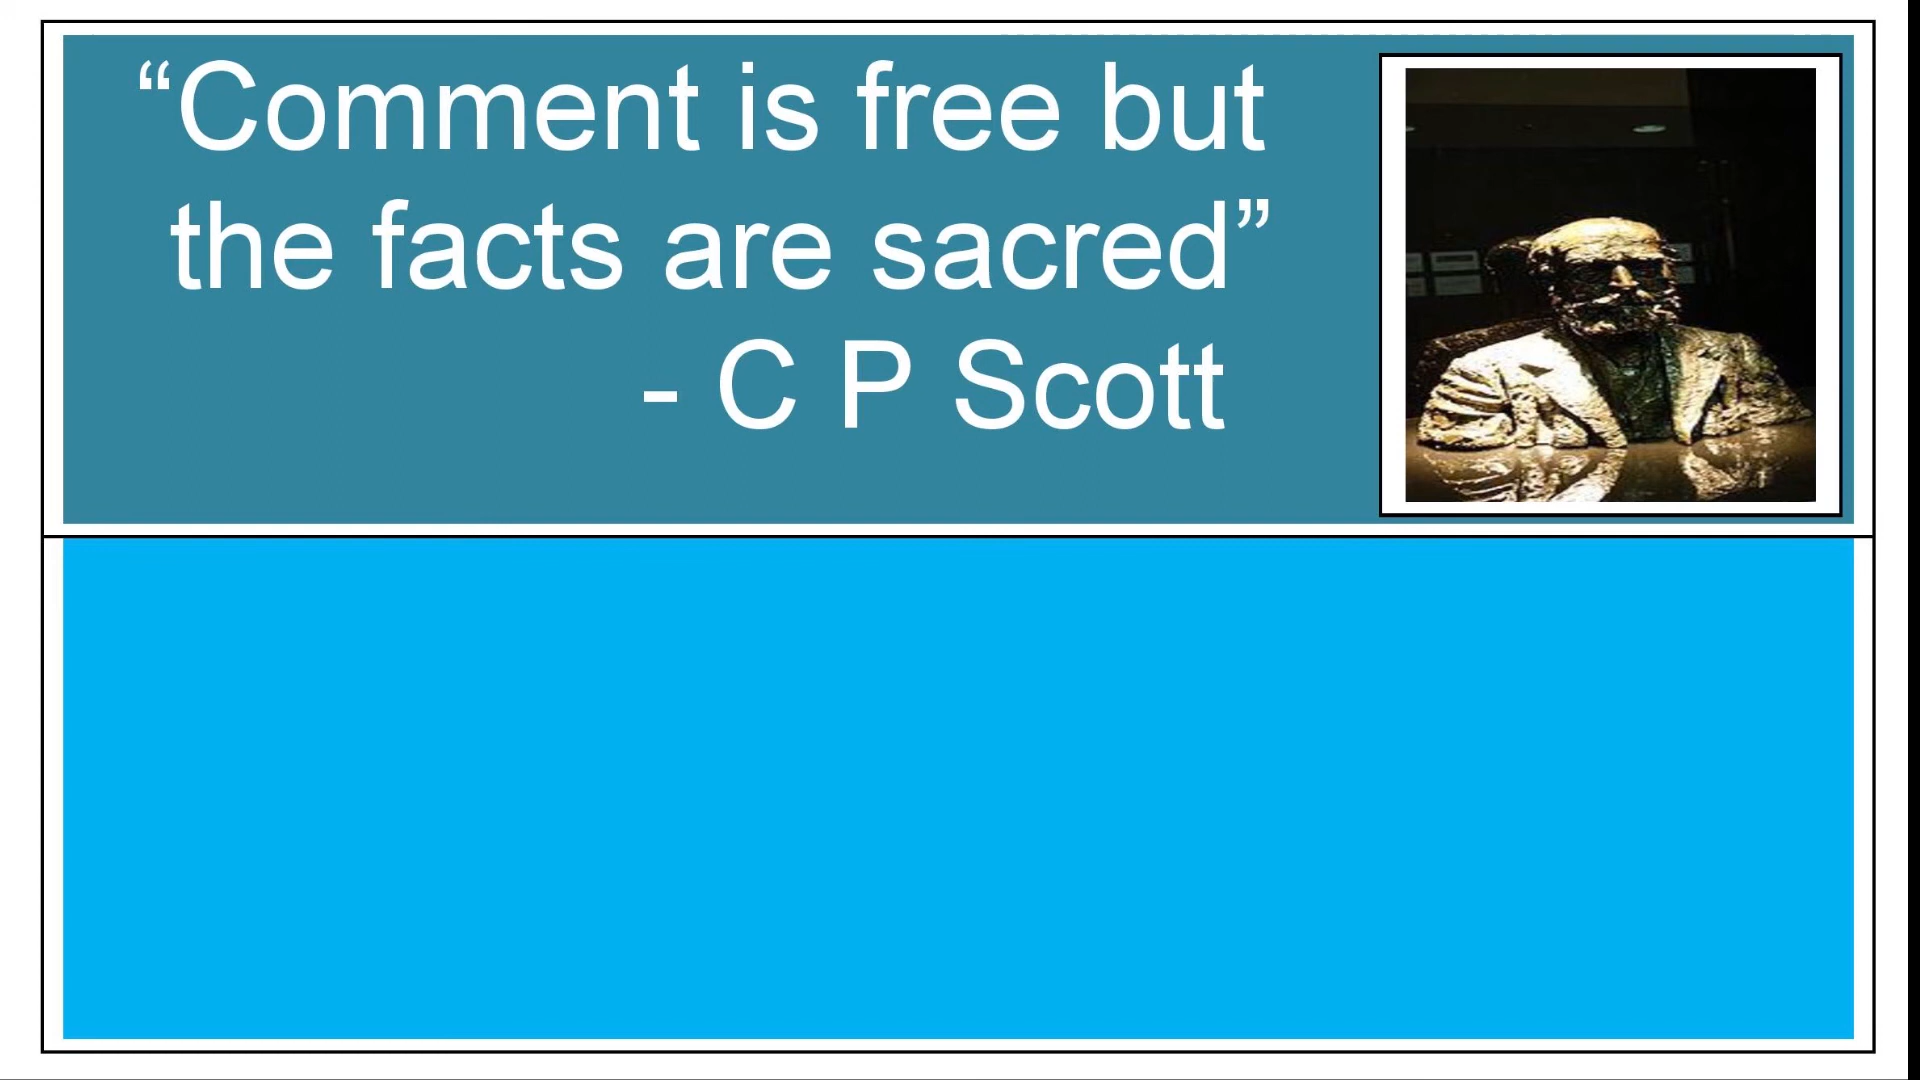 “Comment is free but
the facts are sacred”
- C P Scott